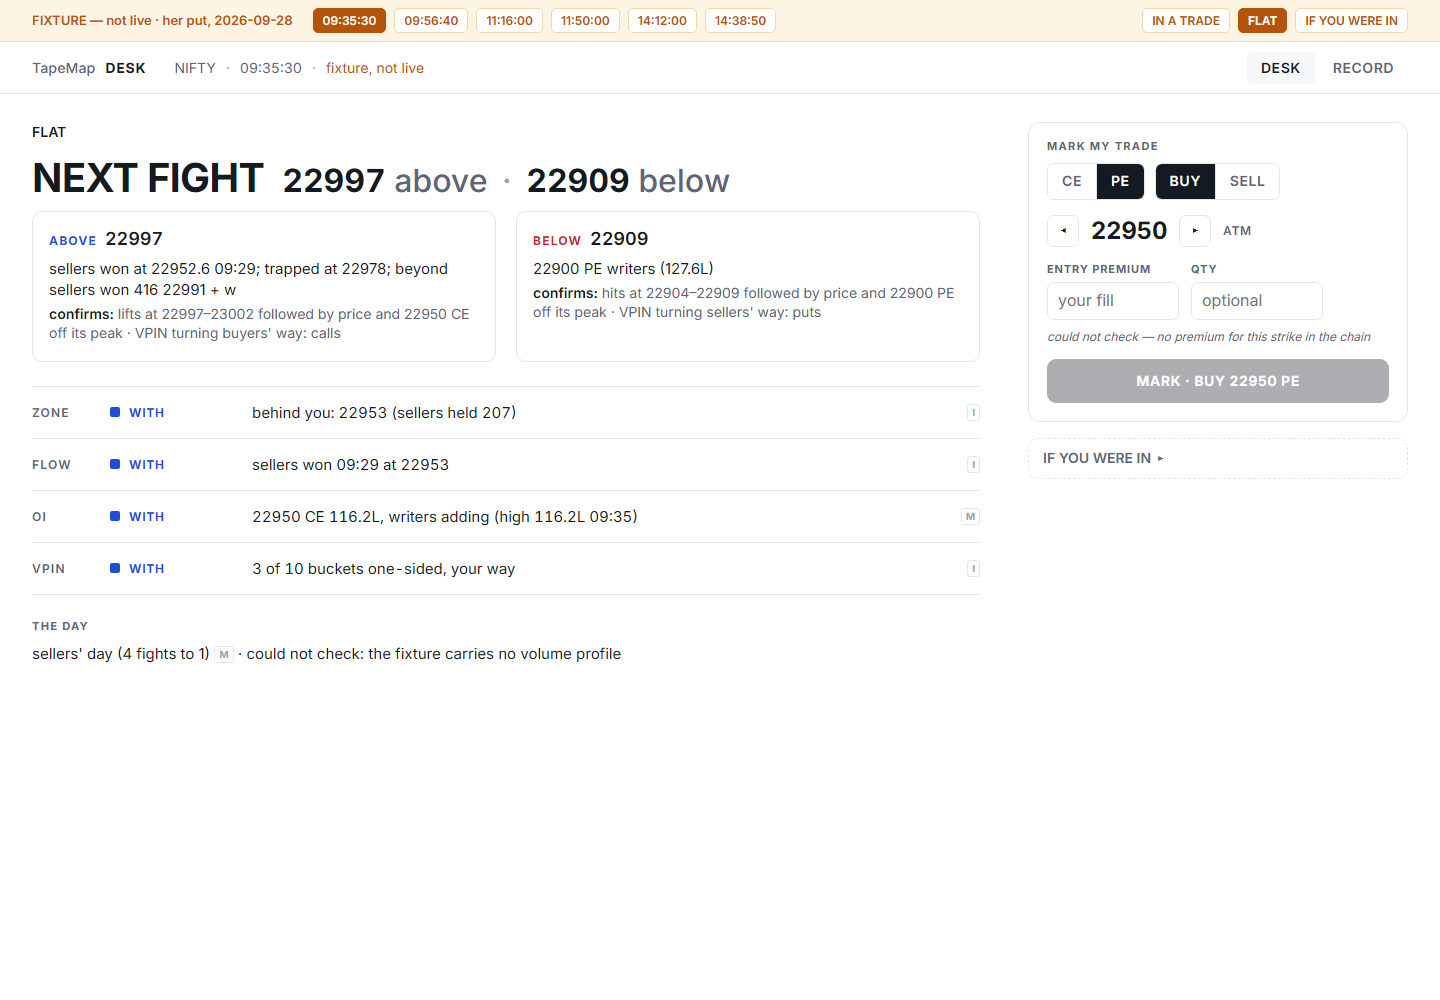 FIXTURE — not live · her put, 2026-09-28 09:35:30 09:56:40 11:16:00 11:50:00 14:12:00 14:38:50 IN A TRADE FLAT IF YOU WERE IN
TapeMap DESK NIFTY · 09:35:30 · fixture, not live DESK RECORD
FLAT
NEXT FIGHT 22997 above · 22909 below
ABOVE 22997
sellers won at 22952.6 09:29; trapped at 22978; beyond
sellers won 416 22991 + w
confirms: lifts at 22997–23002 followed by price and 22950 CE
off its peak · VPIN turning buyers' way: calls
BELOW 22909
22900 PE writers (127.6L)
confirms: hits at 22904–22909 followed by price and 22900 PE
off its peak · VPIN turning sellers' way: puts
ZONE WITH behind you: 22953 (sellers held 207) I
FLOW WITH sellers won 09:29 at 22953 I
OI WITH 22950 CE 116.2L, writers adding (high 116.2L 09:35) M
VPIN WITH 3 of 10 buckets one-sided, your way I
THE DAY
sellers' day (4 fights to 1) M · could not check: the fixture carries no volume profile
MARK MY TRADE
CE PE BUY SELL
◂ 22950 ▸ ATM
ENTRY PREMIUM QTY
your fill optional
could not check — no premium for this strike in the chain
MARK · BUY 22950 PE
IF YOU WERE IN ▸